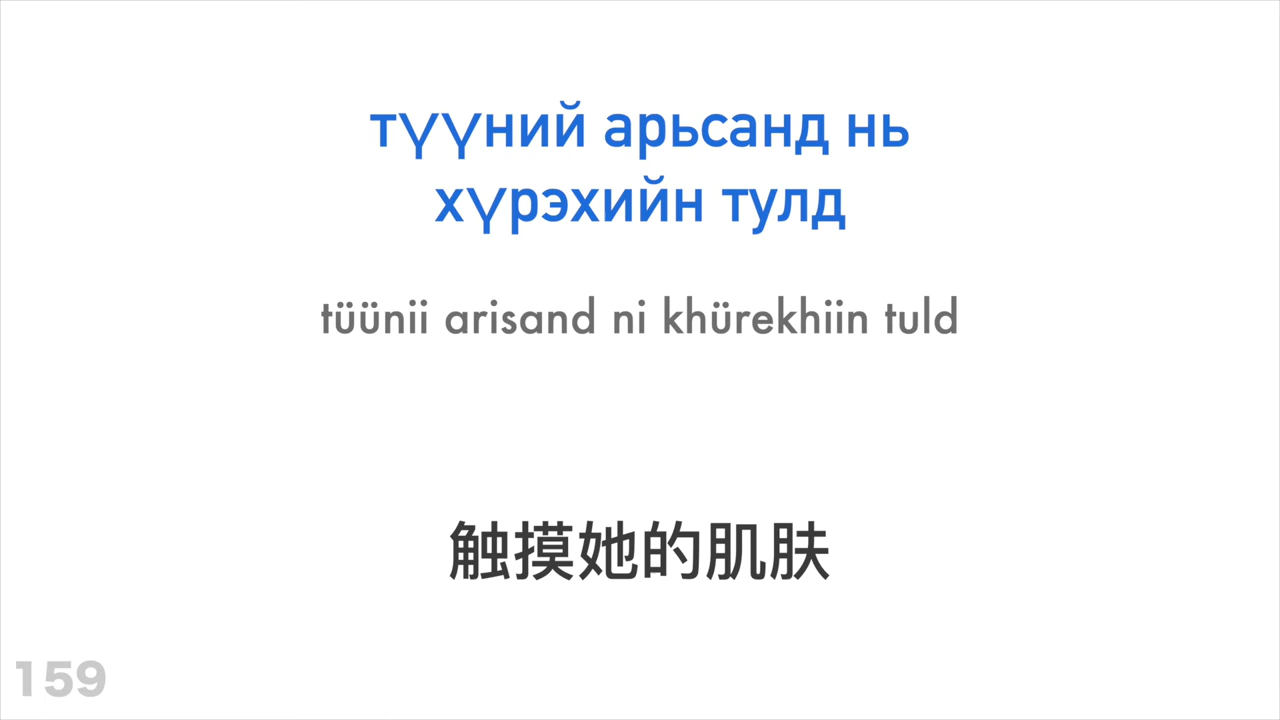 түүний арьсанд нь
хүрэхийн тулд
tüünii arisand ni khürekhiin tuld
触摸她的肌肤
159